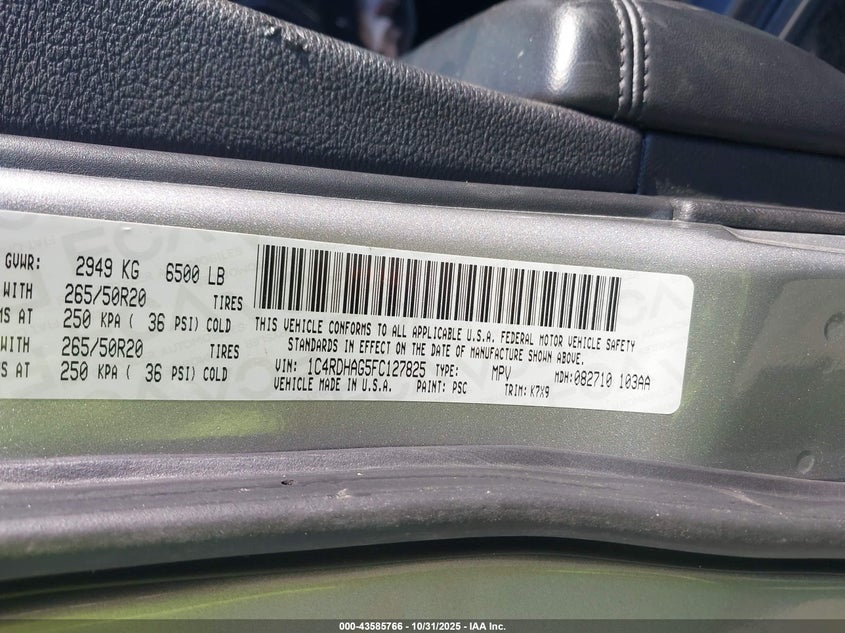 GVWR: 2949 KG 6500 LB
WITH 265/50R20 TIRES
MS AT 250 KPA ( 36 PSI) COLD
WITH 265/50R20 TIRES
MS AT 250 KPA ( 36 PSI) COLD
THIS VEHICLE CONFORMS TO ALL APPLICABLE U.S.A. FEDERAL MOTOR VEHICLE SAFETY
STANDARDS IN EFFECT ON THE DATE OF MANUFACTURE SHOWN ABOVE.
VIN: 1C4RDHAG5FC127825 TYPE: MPV MDH: 082710 103AA
VEHICLE MADE IN U.S.A. PAINT: PSC TRIM: K7X9
000-43585766 - 10/31/2025 - IAA Inc.